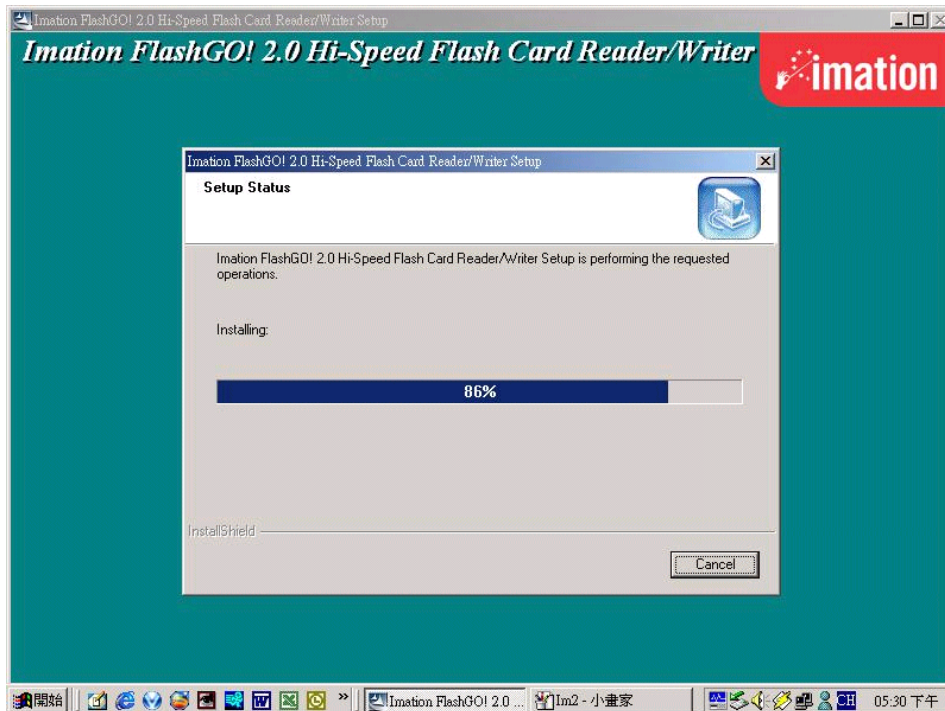 Imation FlashGO! 2.0 Hi-Speed Flash Card Reader/Writer Setup
Imation FlashGO! 2.0 Hi-Speed Flash Card Reader/Writer
imation
Imation FlashGO! 2.0 Hi-Speed Flash Card Reader/Writer Setup
Setup Status
Imation FlashGO! 2.0 Hi-Speed Flash Card Reader/Writer Setup is performing the requested
operations.
Installing:
86%
InstallShield
Cancel
開始 » Imation FlashGO! 2.0 ... Im2 - 小畫家 CH 05:30 下午